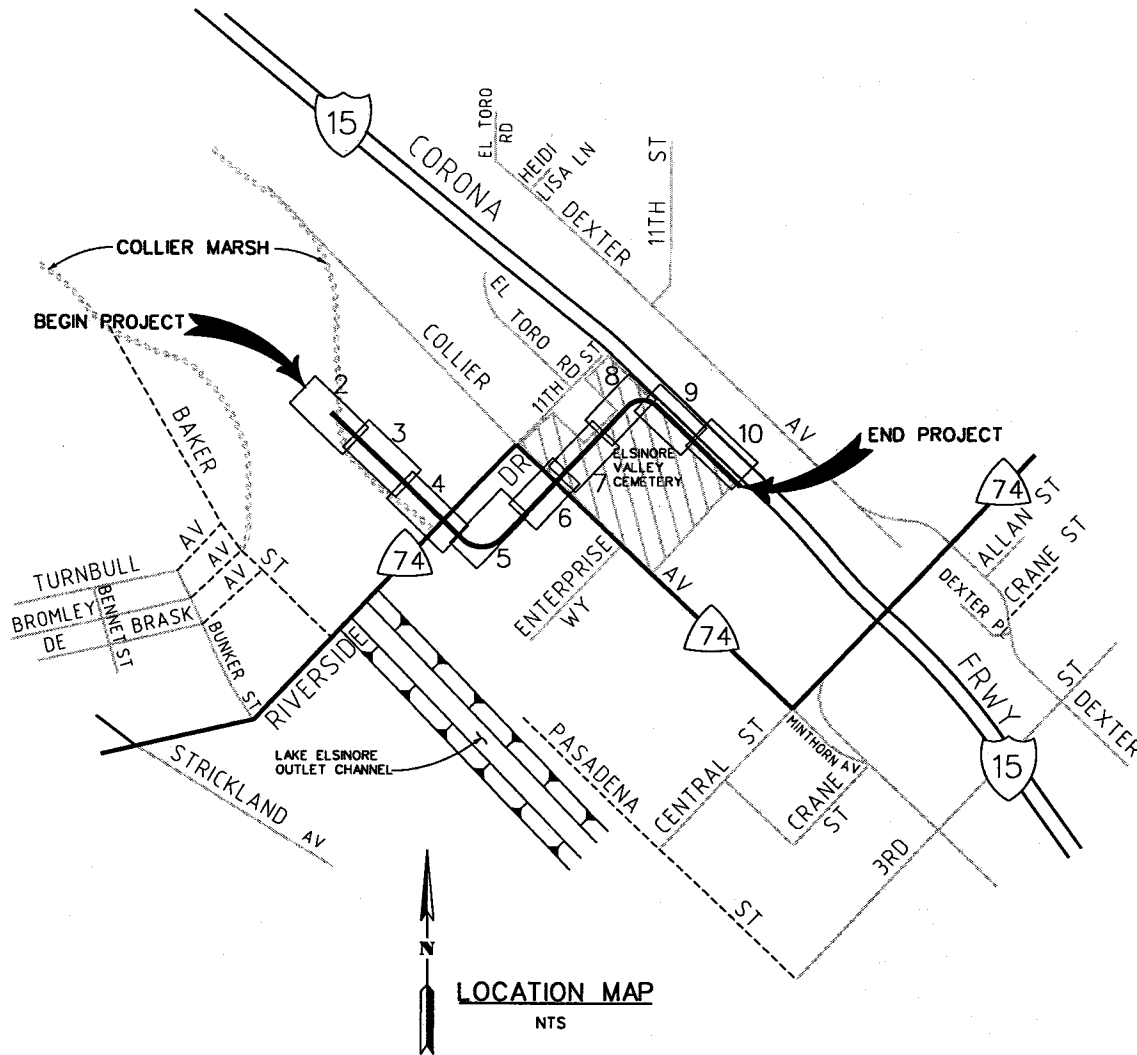 15
EL TORO
RD
HEIDI
LISA LN
11TH ST
CORONA
DEXTER
AV
COLLIER MARSH
BEGIN PROJECT
COLLIER
EL TORO RD
11TH ST
2
3
4
5
6
7
8
9
10
END PROJECT
ELSINORE
VALLEY
CEMETERY
BAKER
ST
DR
74
74
74
ALLAN ST
CRANE ST
DEXTER PL
ENTERPRISE
WY
AV
TURNBULL
AV
BROMLEY
AV
DE BRASK
AV
BENNET ST
BUNKER ST
RIVERSIDE
STRICKLAND AV
LAKE ELSINORE
OUTLET CHANNEL
PASADENA
ST
CENTRAL ST
MINTHORN AV
CRANE
ST
3RD
ST
DEXTER
FRWY
15
N
LOCATION MAP
NTS